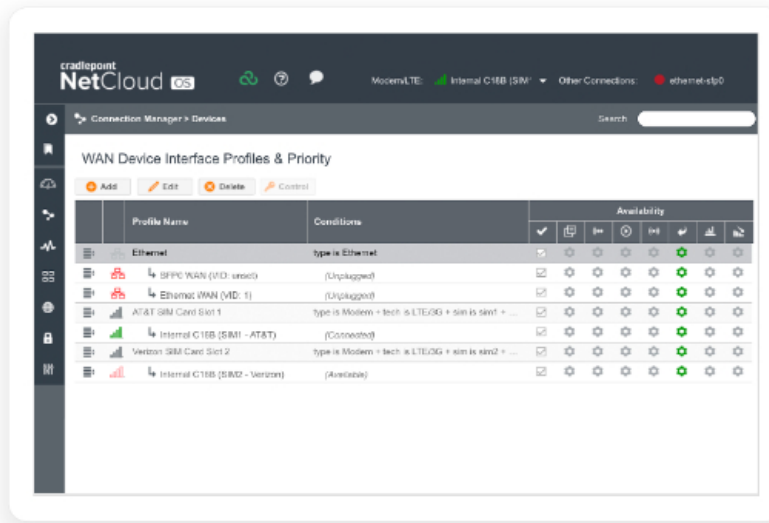 cradlepoint
NetCloud OS
Modem/LTE: Internal C18B (SIM1 Other Connections: ethernet-sfp0
Connection Manager > Devices
Search
WAN Device Interface Profiles & Priority
Add Edit Delete Control
Availability
Profile Name Conditions
Ethernet type is Ethernet
SFP0 WAN (VID: unset) (Unplugged)
Ethernet WAN (VID: 1) (Unplugged)
AT&T SIM Card Slot 1 type is Modem + tech is LTE/3G + sim is sim1 + ...
Internal C18B (SIM1 - AT&T) (Connected)
Verizon SIM Card Slot 2 type is Modem + tech is LTE/3G + sim is sim2 + ...
Internal C18B (SIM2 - Verizon) (Available)